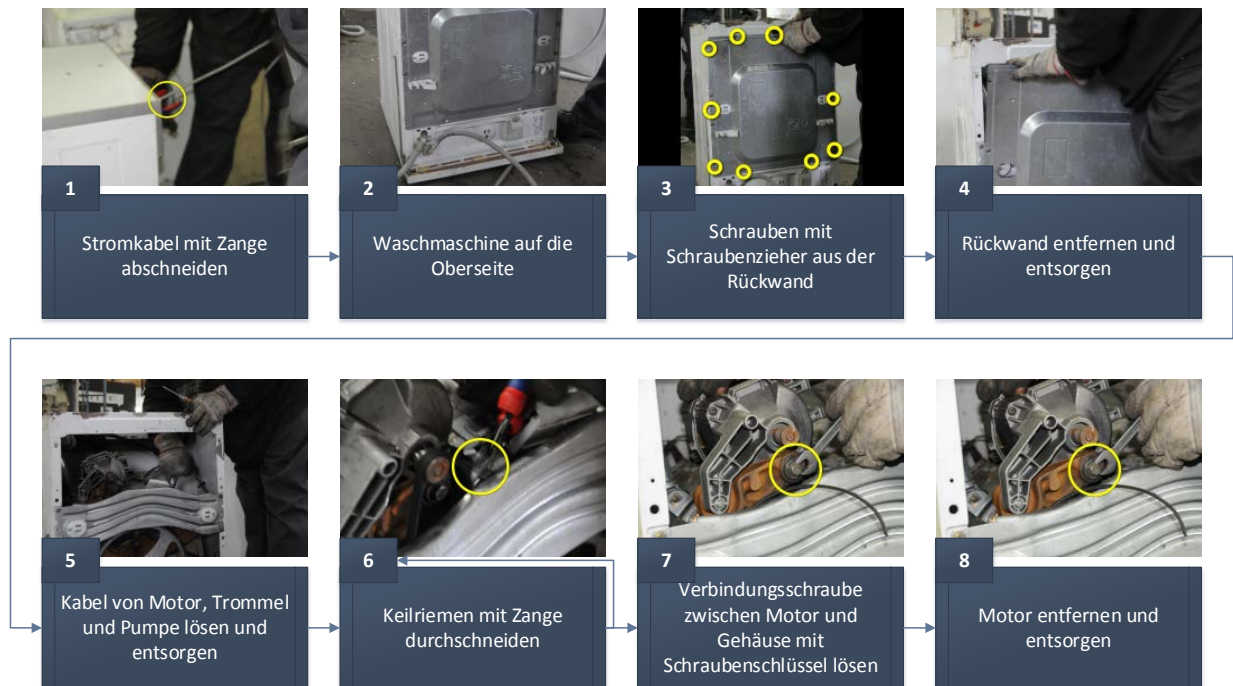 1
Stromkabel mit Zange
abschneiden
2
Waschmaschine auf die
Oberseite
3
Schrauben mit
Schraubenzieher aus der
Rückwand
4
Rückwand entfernen und
entsorgen
5
Kabel von Motor, Trommel
und Pumpe lösen und
entsorgen
6
Keilriemen mit Zange
durchschneiden
7
Verbindungsschraube
zwischen Motor und
Gehäuse mit
Schraubenschlüssel lösen
8
Motor entfernen und
entsorgen